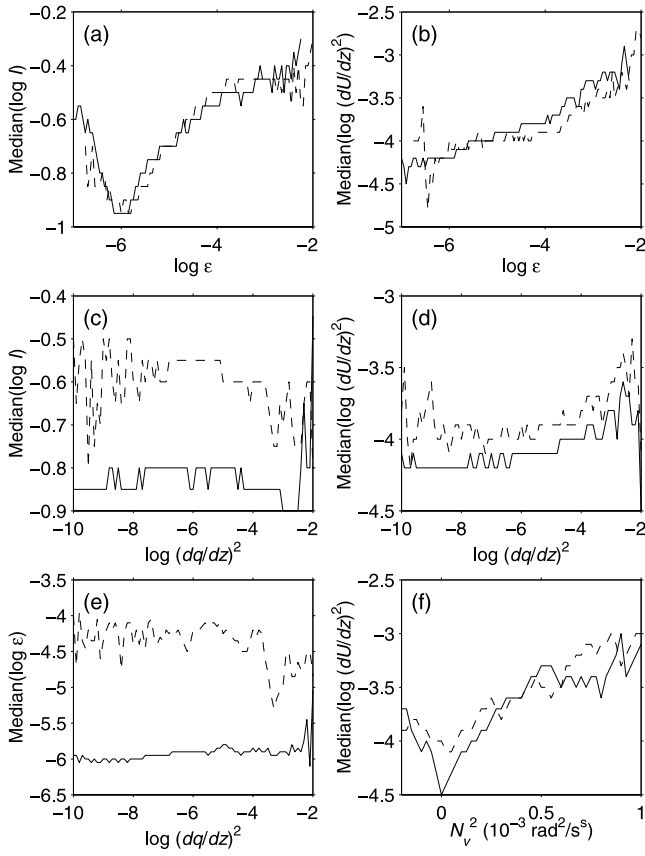 (a)
Median(log l)
−0.2
−0.4
−0.6
−0.8
−1
−6 −4 −2
log ε
(b)
Median(log (dU/dz)²)
−2.5
−3
−3.5
−4
−4.5
−5
−6 −4 −2
log ε
(c)
Median(log l)
−0.4
−0.5
−0.6
−0.7
−0.8
−0.9
−10 −8 −6 −4 −2
log (dq/dz)²
(d)
Median(log (dU/dz)²)
−3
−3.5
−4
−4.5
−10 −8 −6 −4 −2
log (dq/dz)²
(e)
Median(log ε)
−3.5
−4
−4.5
−5
−5.5
−6
−6.5
−10 −8 −6 −4 −2
log (dq/dz)²
(f)
Median(log (dU/dz)²)
−2.5
−3
−3.5
−4
−4.5
0 0.5 1
N_v² (10⁻³ rad²/sˢ)